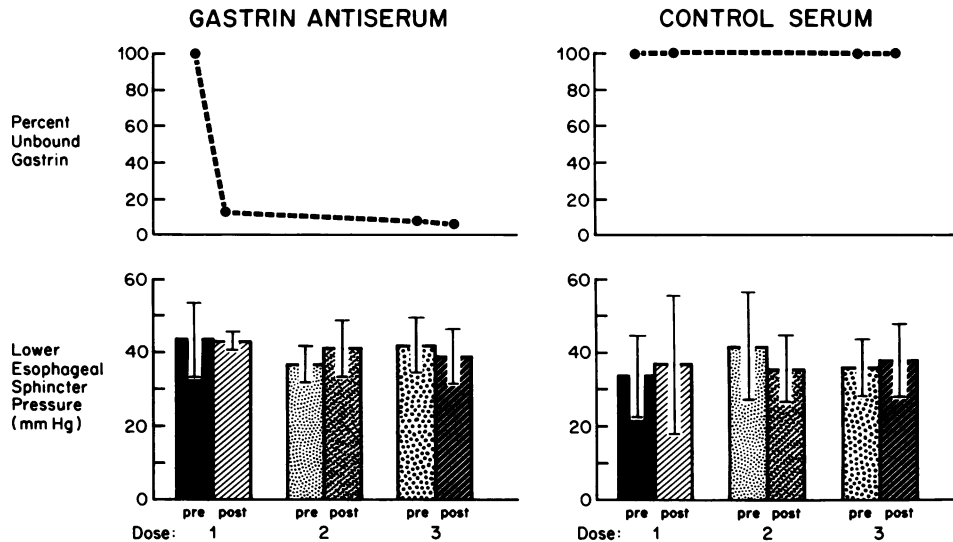 GASTRIN ANTISERUM
CONTROL SERUM
Percent
Unbound
Gastrin
100
80
60
40
20
0
100
80
60
40
20
0
Lower
Esophageal
Sphincter
Pressure
(mm Hg)
60
40
20
0
pre post pre post pre post
Dose: 1 2 3
60
40
20
0
pre post pre post pre post
Dose: 1 2 3